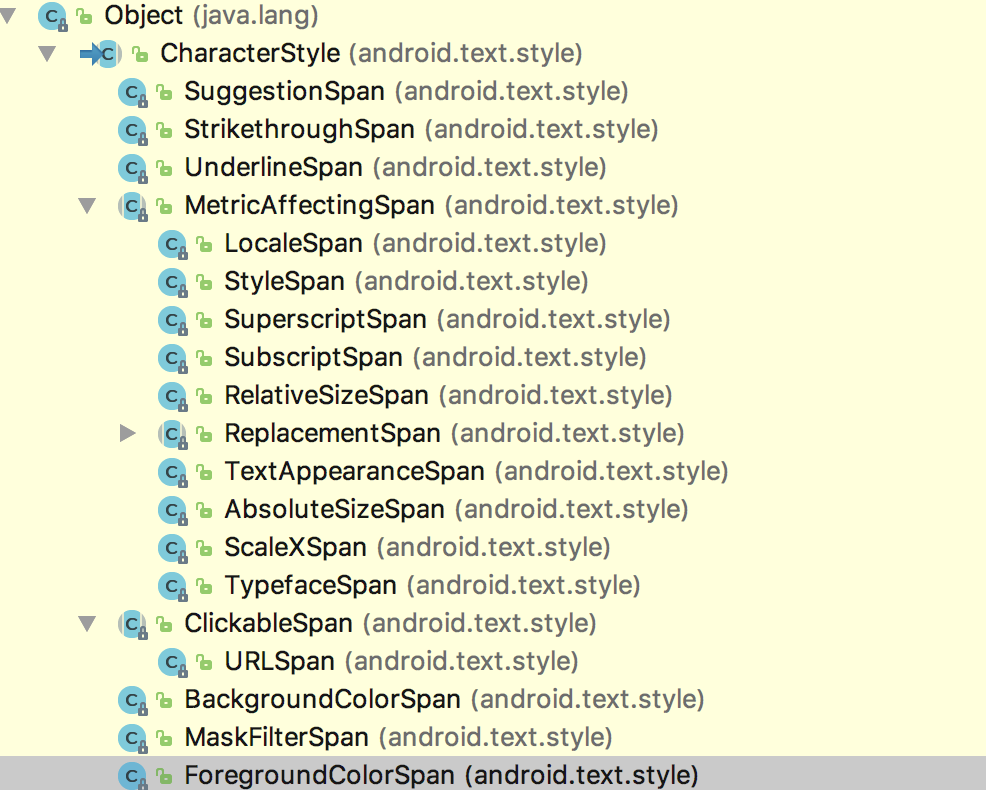 C Object (java.lang)
C CharacterStyle (android.text.style)
C SuggestionSpan (android.text.style)
C StrikethroughSpan (android.text.style)
C UnderlineSpan (android.text.style)
C MetricAffectingSpan (android.text.style)
C LocaleSpan (android.text.style)
C StyleSpan (android.text.style)
C SuperscriptSpan (android.text.style)
C SubscriptSpan (android.text.style)
C RelativeSizeSpan (android.text.style)
C ReplacementSpan (android.text.style)
C TextAppearanceSpan (android.text.style)
C AbsoluteSizeSpan (android.text.style)
C ScaleXSpan (android.text.style)
C TypefaceSpan (android.text.style)
C ClickableSpan (android.text.style)
C URLSpan (android.text.style)
C BackgroundColorSpan (android.text.style)
C MaskFilterSpan (android.text.style)
C ForegroundColorSpan (android.text.style)